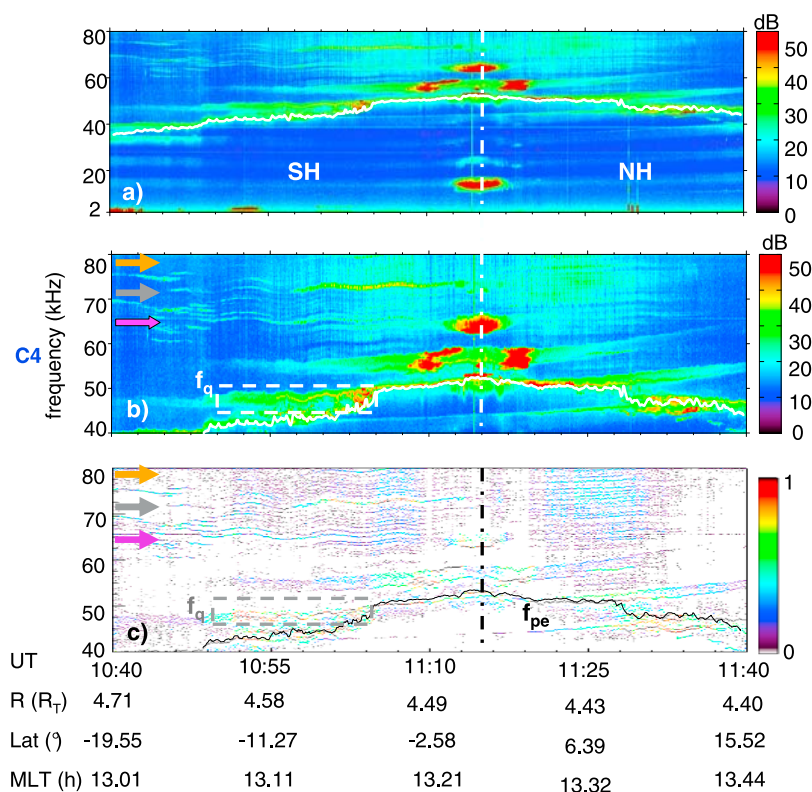 dB
80
60
40
20
2
50
40
30
20
10
0
SH
NH
a)
dB
80
70
60
50
40
50
40
30
20
10
0
C4
frequency (kHz)
fq
b)
80
70
60
50
40
1
0
fq
c)
fpe
UT
10:40 10:55 11:10 11:25 11:40
R (RT) 4.71 4.58 4.49 4.43 4.40
Lat (º) -19.55 -11.27 -2.58 6.39 15.52
MLT (h) 13.01 13.11 13.21 13.32 13.44